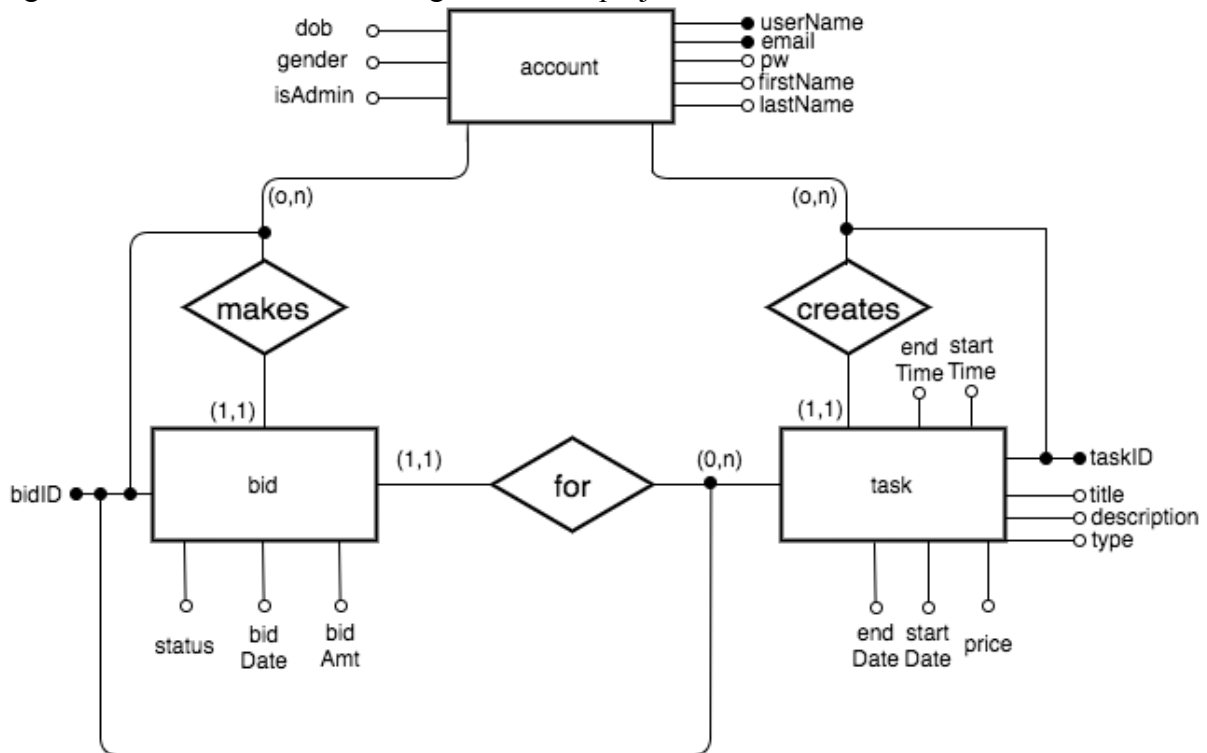 dob
gender
isAdmin
account
userName
email
pw
firstName
lastName
(o,n)
(o,n)
makes
creates
end
Time
start
Time
(1,1)
(1,1)
bidID
bid
(1,1)
for
(0,n)
task
taskID
title
description
type
status
bid
Date
bid
Amt
end
Date
start
Date
price